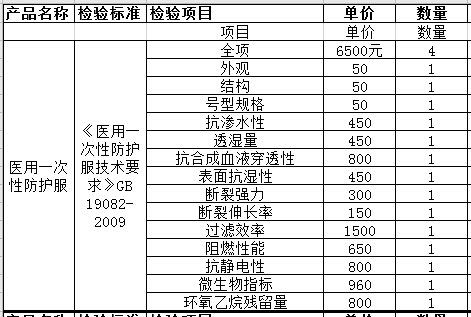 产品名称 检验标准 检验项目 单价 数量
项目 单价 数量
医用一次性防护服 《医用一次性防护服技术要求》GB 19082-2009 全项 6500元 4
外观 50 1
结构 50 1
号型规格 50 1
抗渗水性 450 1
透湿量 450 1
抗合成血液穿透性 800 1
表面抗湿性 450 1
断裂强力 300 1
断裂伸长率 150 1
过滤效率 1500 1
阻燃性能 650 1
抗静电性 800 1
微生物指标 960 1
环氧乙烷残留量 800 1